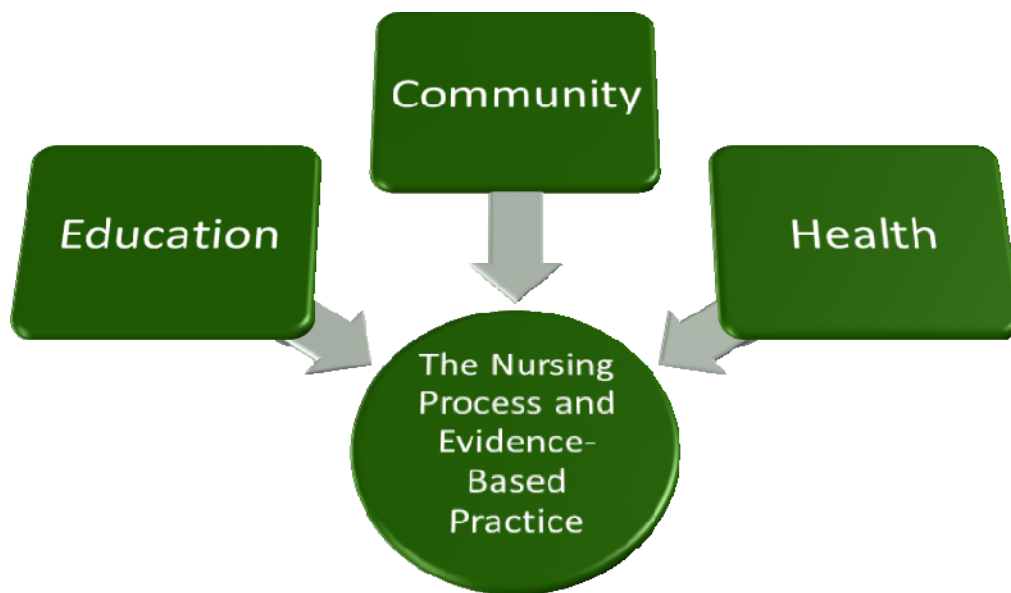 Community
Education
Health
The Nursing
Process and
Evidence-
Based
Practice